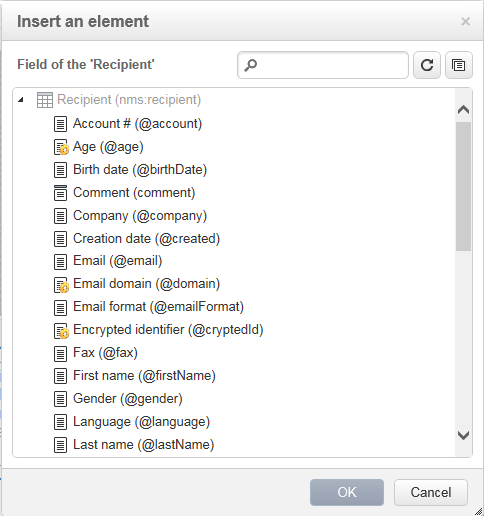 Insert an element
Field of the 'Recipient'
Recipient (nms:recipient)
Account # (@account)
Age (@age)
Birth date (@birthDate)
Comment (comment)
Company (@company)
Creation date (@created)
Email (@email)
Email domain (@domain)
Email format (@emailFormat)
Encrypted identifier (@cryptedId)
Fax (@fax)
First name (@firstName)
Gender (@gender)
Language (@language)
Last name (@lastName)
OK
Cancel